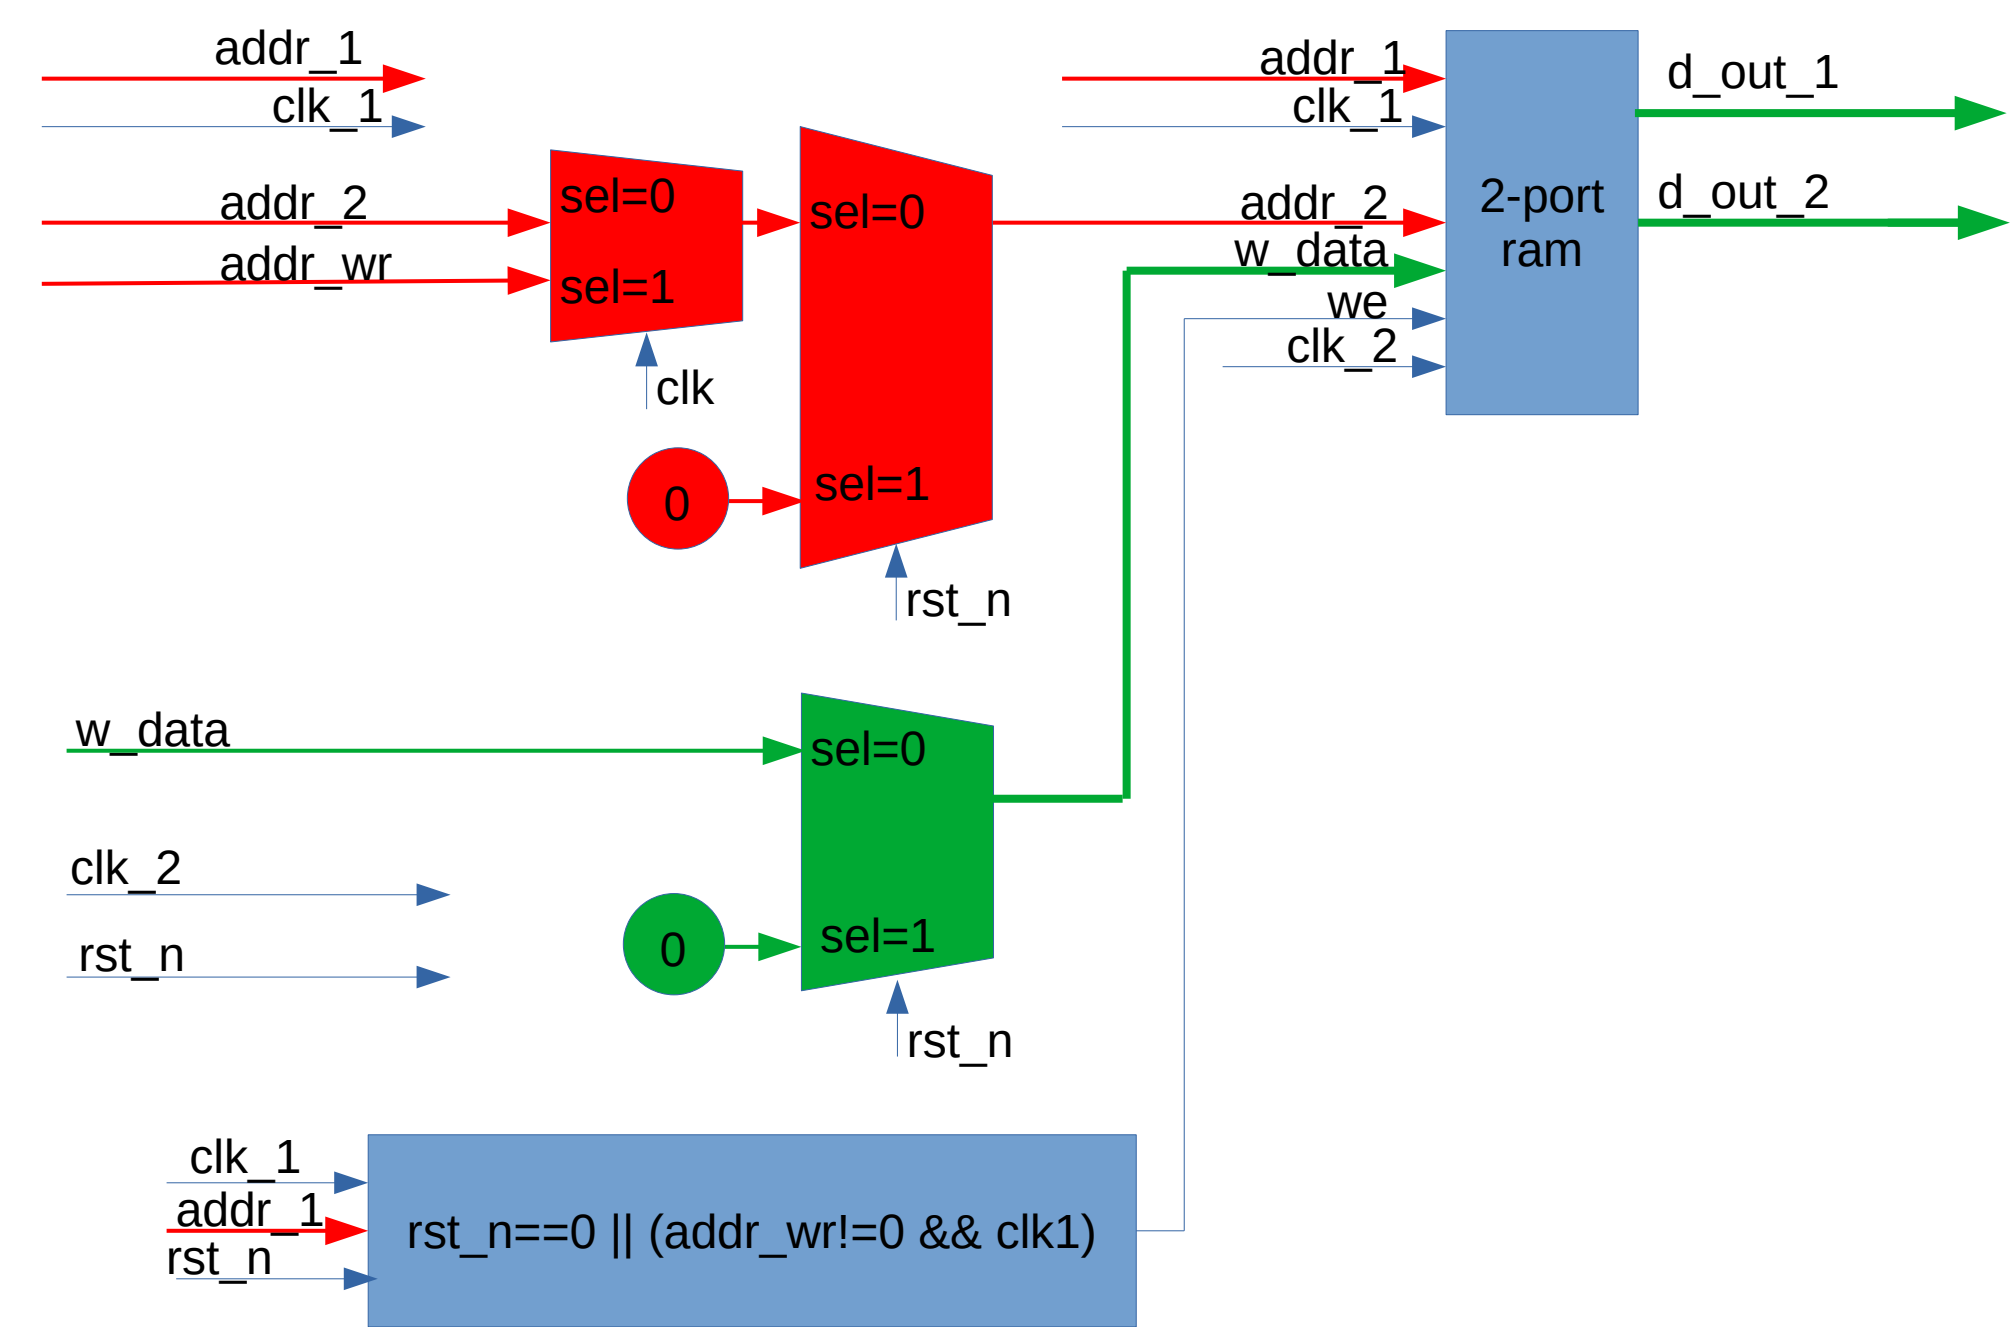 addr_1
clk_1
addr_2
addr_wr
sel=0
sel=1
clk
0
sel=0
sel=1
rst_n
addr_1
clk_1
addr_2
w_data
we
clk_2
2-port
ram
d_out_1
d_out_2
w_data
clk_2
rst_n
0
sel=0
sel=1
rst_n
clk_1
addr_1
rst_n
rst_n==0 || (addr_wr!=0 && clk1)